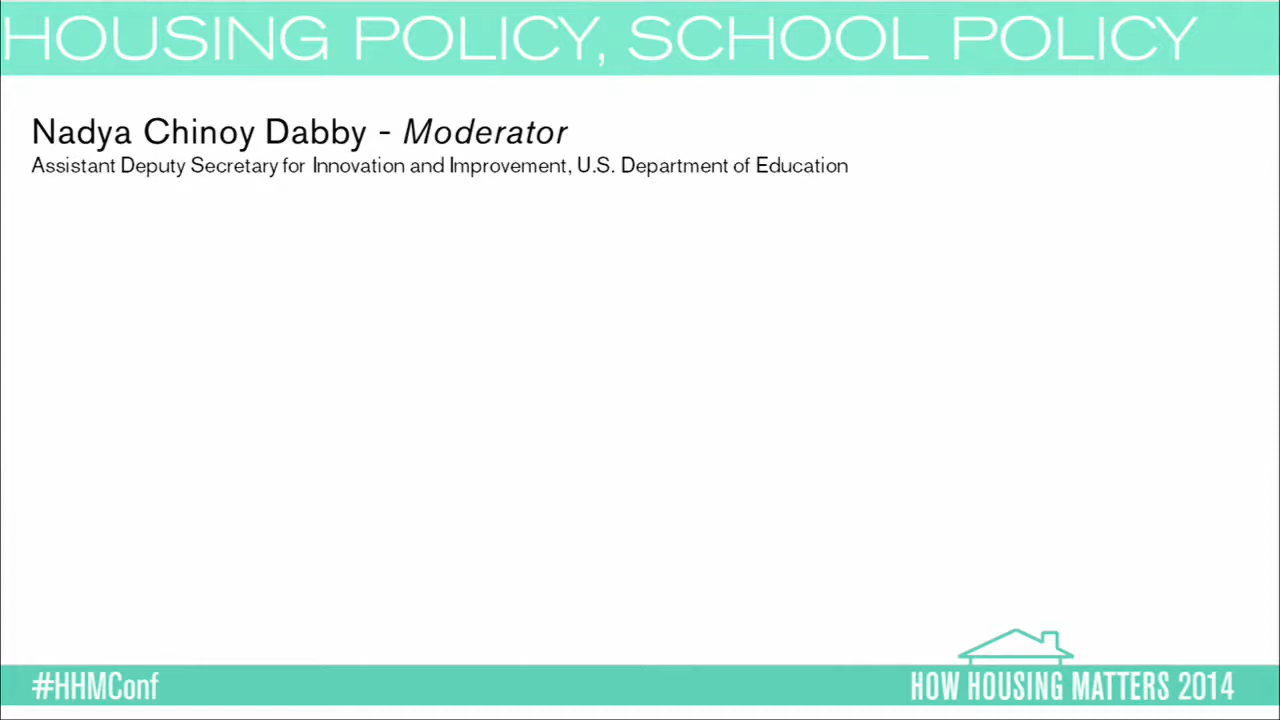 HOUSING POLICY, SCHOOL POLICY
Nadya Chinoy Dabby - Moderator
Assistant Deputy Secretary for Innovation and Improvement, U.S. Department of Education
#HHMConf
HOW HOUSING MATTERS 2014